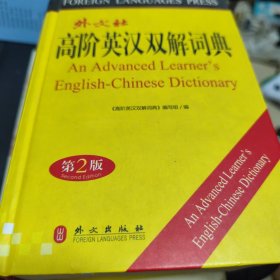 FOREIGN LANGUAGES PRESS
外文社
高阶英汉双解词典
An Advanced Learner's
English-Chinese Dictionary
《高阶英汉双解词典》编写组/编
第2版
Second Edition
An Advanced Learner's
English-Chinese Dictionary
外文出版社
FOREIGN LANGUAGES PRESS